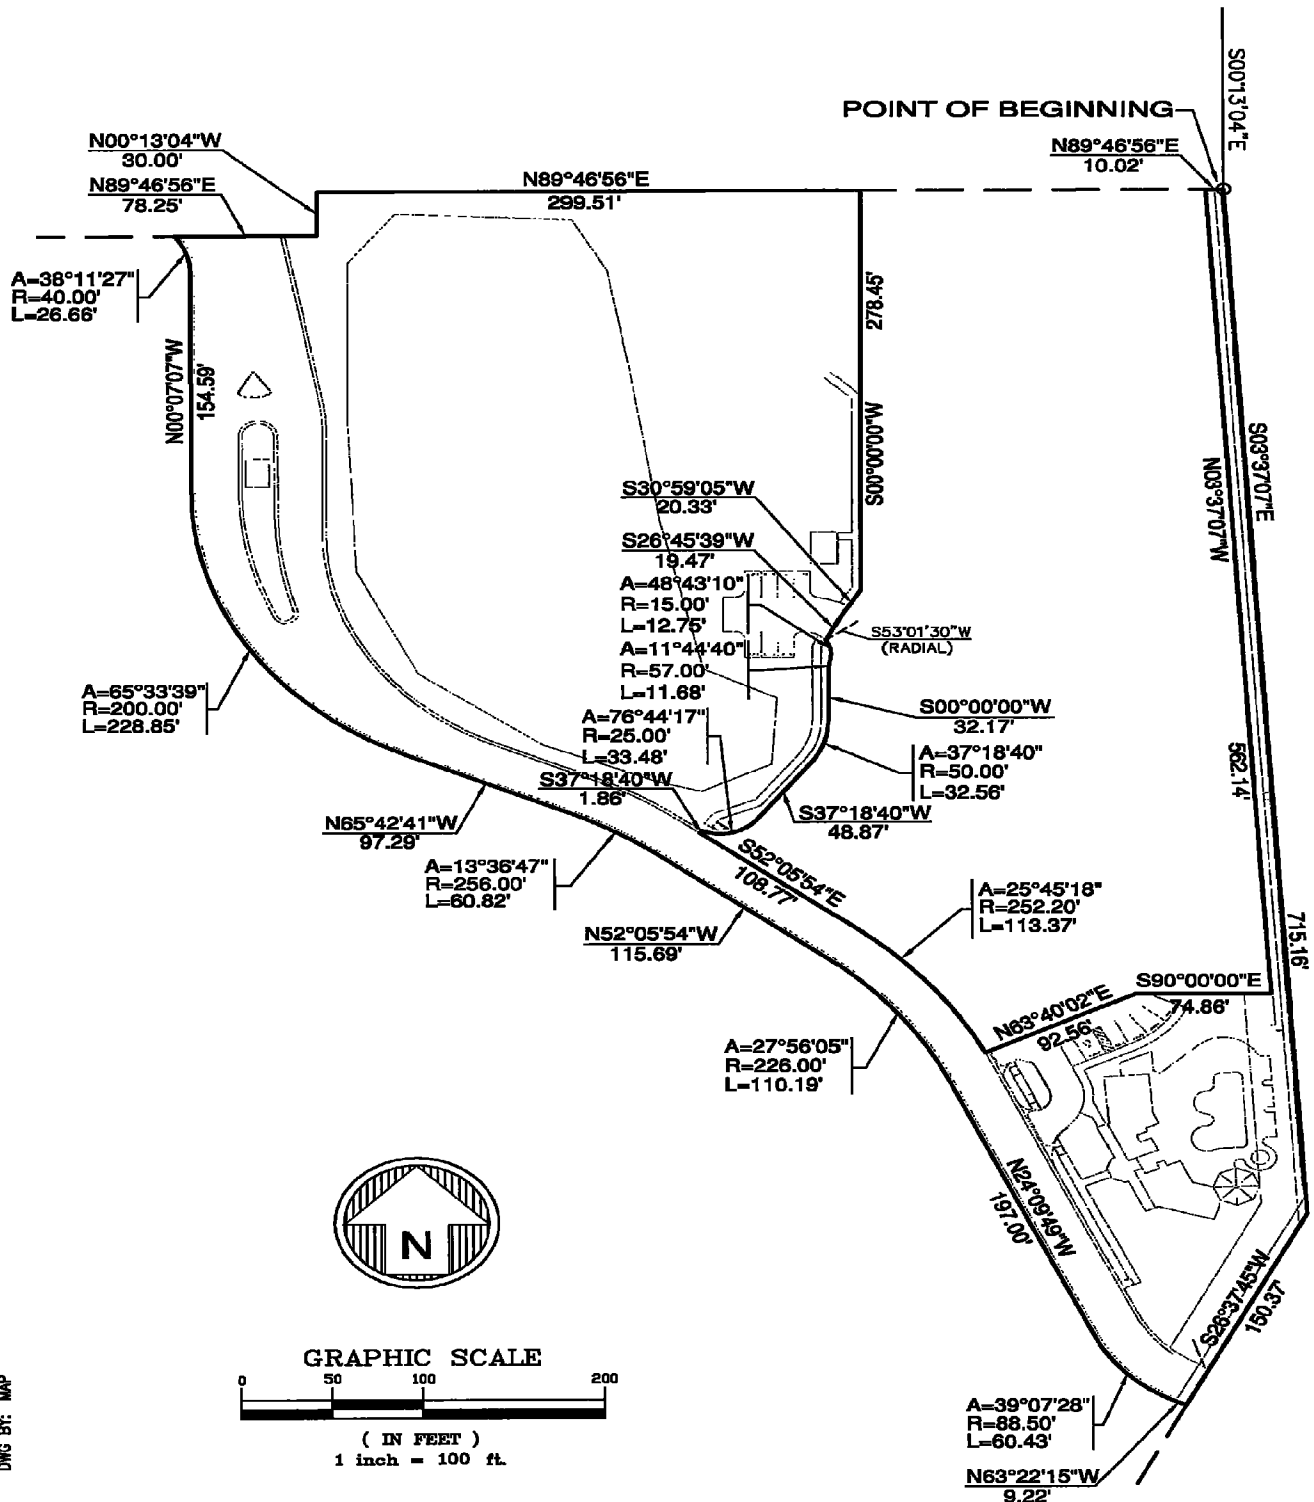 S00°13'04"E
POINT OF BEGINNING
N89°46'56"E
10.02'
N00°13'04"W
30.00'
N89°46'56"E
78.25'
N89°46'56"E
299.51'
A=38°11'27"
R=40.00'
L=26.66'
N00°07'07"W
154.59'
278.45'
S00°00'00"W
S03°37'07"E
715.16'
N03°37'07"W
562.14'
S30°59'05"W
20.33'
S26°45'39"W
19.47'
A=48°43'10"
R=15.00'
L=12.75'
S53°01'30"W
(RADIAL)
A=11°44'40"
R=57.00'
L=11.68'
A=65°33'39"
R=200.00'
L=228.85'
S00°00'00"W
32.17'
A=76°44'17"
R=25.00'
L=33.48'
A=37°18'40"
R=50.00'
L=32.56'
S37°18'40"W
1.86'
S37°18'40"W
48.87'
N65°42'41"W
97.29'
S52°05'54"E
108.77'
A=13°36'47"
R=256.00'
L=60.82'
A=25°45'18"
R=252.20'
L=113.37'
N52°05'54"W
115.69'
S90°00'00"E
74.86'
N63°40'02"E
92.56'
A=27°56'05"
R=226.00'
L=110.19'
N24°09'49"W
197.00'
N
S26°37'45"W
150.37'
GRAPHIC SCALE
0 50 100 200
( IN FEET )
1 inch = 100 ft.
A=39°07'28"
R=88.50'
L=60.43'
N63°22'15"W
9.22'
DWG BY: MAP